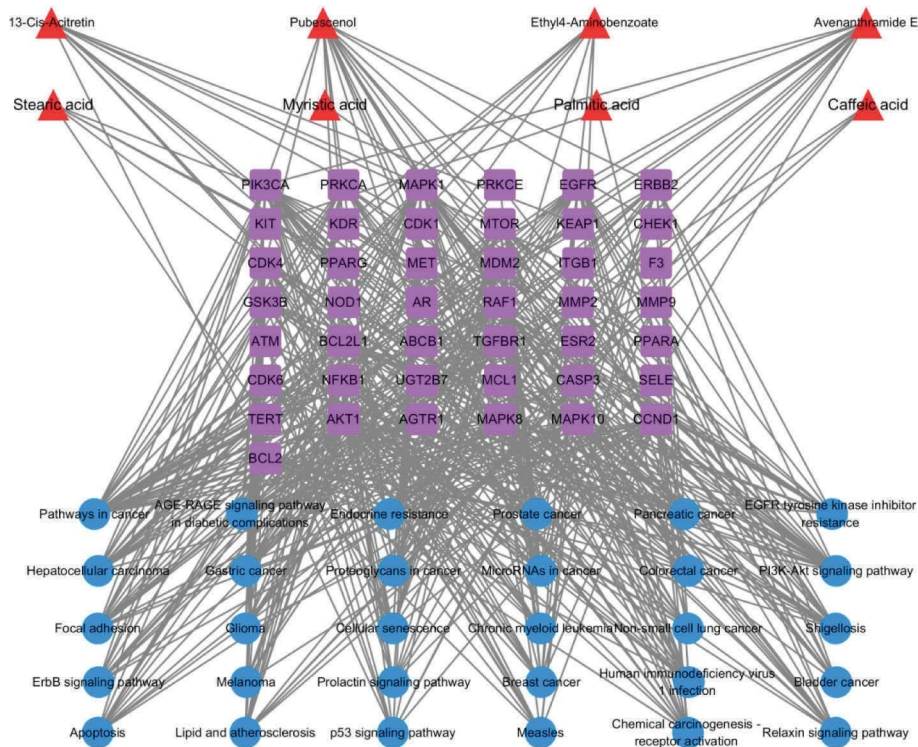 13-Cis-Acitretin
Pubescenol
Ethyl4-Aminobenzoate
Avenanthramide E
Stearic acid
Myristic acid
Palmitic acid
Caffeic acid
PIK3CA
PRKCA
MAPK1
PRKCE
EGFR
ERBB2
KIT
KDR
CDK1
MTOR
KEAP1
CHEK1
CDK4
PPARG
MET
MDM2
ITGB1
F3
GSK3B
NOD1
AR
RAF1
MMP2
MMP9
ATM
BCL2L1
ABCB1
TGFBR1
ESR2
PPARA
CDK6
NFKB1
UGT2B7
MCL1
CASP3
SELE
TERT
AKT1
AGTR1
MAPK8
MAPK10
CCND1
BCL2
Pathways in cancer
AGE-RAGE signaling pathway
in diabetic complications
Endocrine resistance
Prostate cancer
Pancreatic cancer
EGFR tyrosine kinase inhibitor
resistance
Hepatocellular carcinoma
Gastric cancer
Proteoglycans in cancer
MicroRNAs in cancer
Colorectal cancer
PI3K-Akt signaling pathway
Focal adhesion
Glioma
Cellular senescence
Chronic myeloid leukemia
Non-small cell lung cancer
Shigellosis
ErbB signaling pathway
Melanoma
Prolactin signaling pathway
Breast cancer
Human immunodeficiency virus
1 infection
Bladder cancer
Apoptosis
Lipid and atherosclerosis
p53 signaling pathway
Measles
Chemical carcinogenesis -
receptor activation
Relaxin signaling pathway